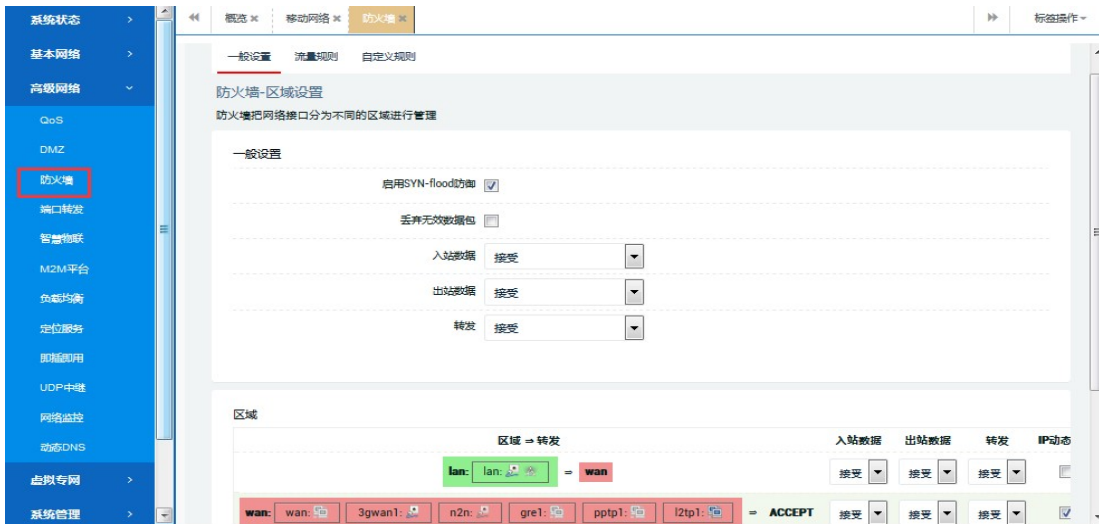 系统状态
基本网络
高级网络
QoS
DMZ
防火墙
端口转发
智慧物联
M2M平台
负载均衡
定位服务
即插即用
UDP中继
网络监控
动态DNS
虚拟专网
系统管理
概览 移动网络 防火墙 标签操作
一般设置 流量规则 自定义规则
防火墙-区域设置
防火墙把网络接口分为不同的区域进行管理
一般设置
启用SYN-flood防御
丢弃无效数据包
入站数据 接受
出站数据 接受
转发 接受
区域
区域 ⇒ 转发 入站数据 出站数据 转发 IP动态
lan: lan: ⇒ wan 接受 接受 接受
wan: wan: 3gwan1: n2n: gre1: pptp1: l2tp1: ⇒ ACCEPT 接受 接受 接受